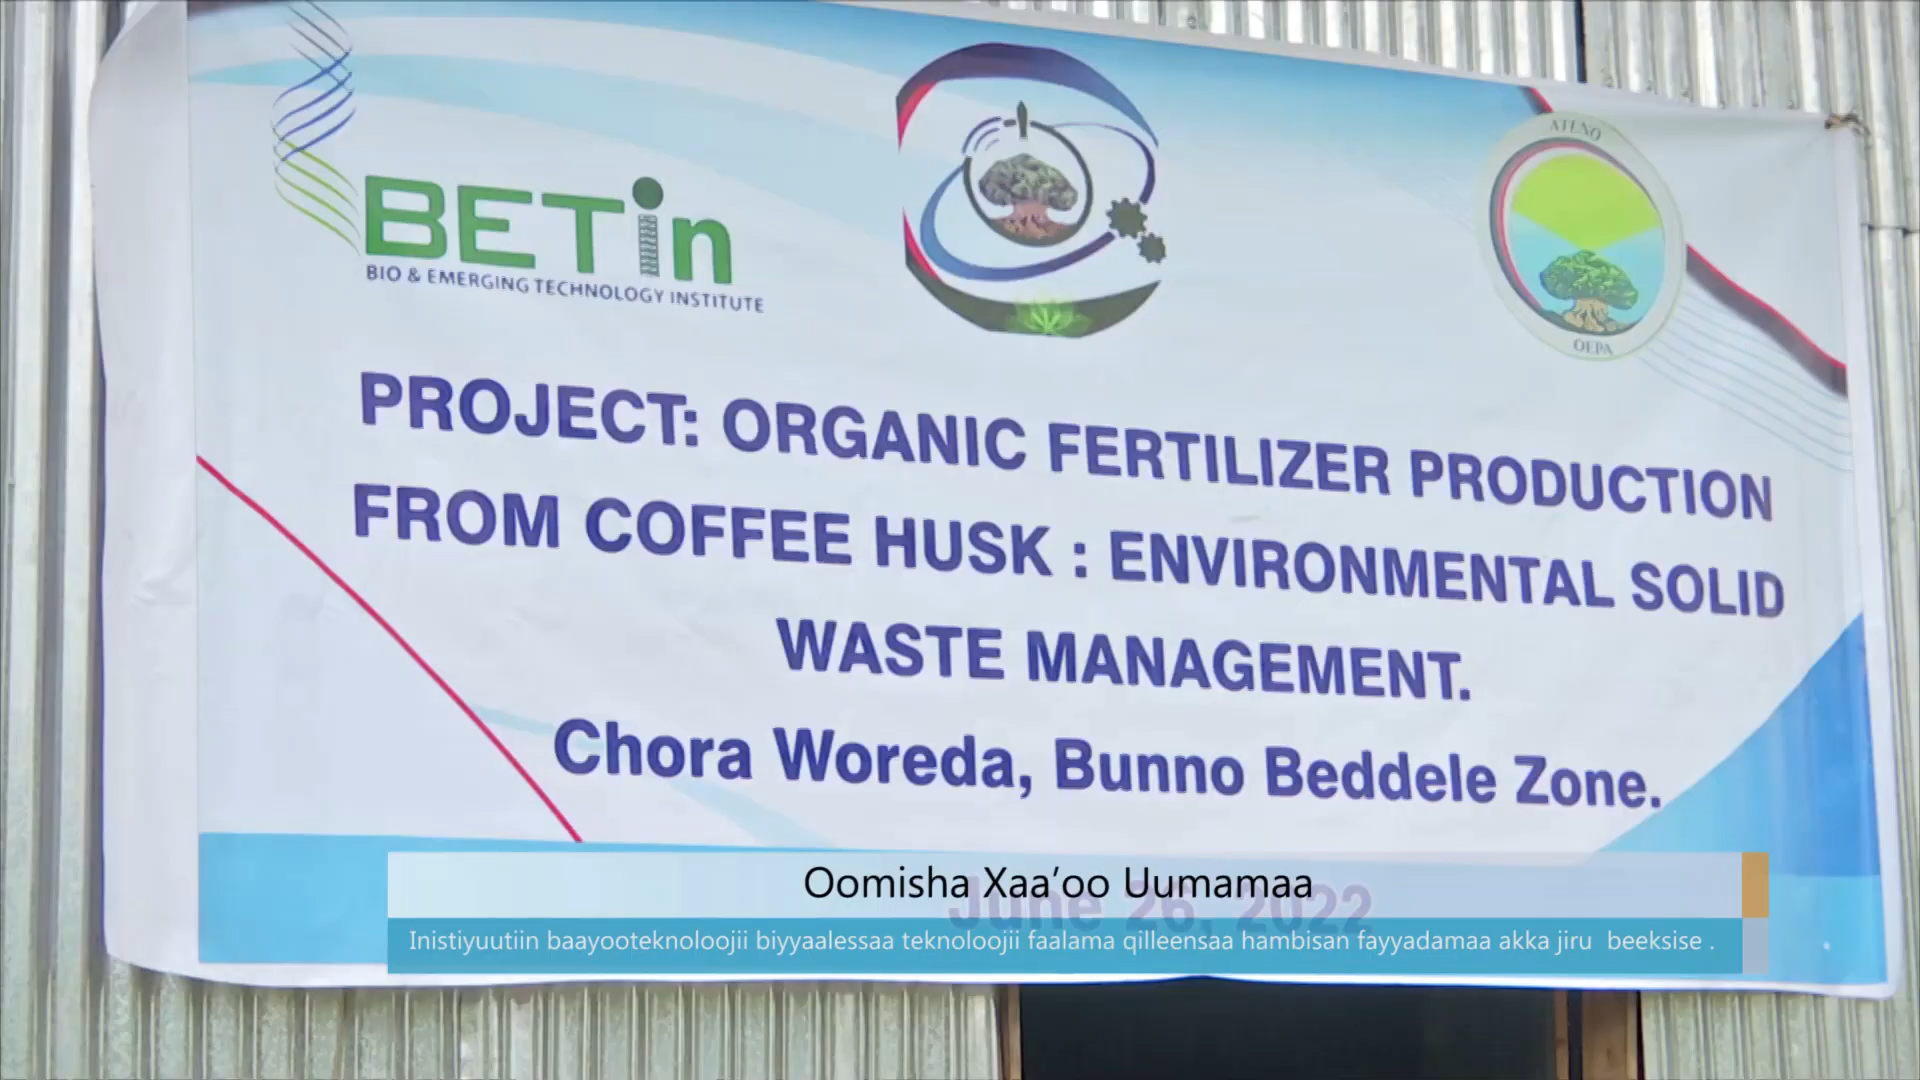 BETin
BIO & EMERGING TECHNOLOGY INSTITUTE
ATENO
OEPA
PROJECT: ORGANIC FERTILIZER PRODUCTION
FROM COFFEE HUSK : ENVIRONMENTAL SOLID
WASTE MANAGEMENT.
Chora Woreda, Bunno Beddele Zone.
June 26, 2022
Oomisha Xaa’oo Uumamaa
Inistiyuutiin baayooteknoloojii biyyaalessaa teknoloojii faalama qilleensaa hambisan fayyadamaa akka jiru beeksise .